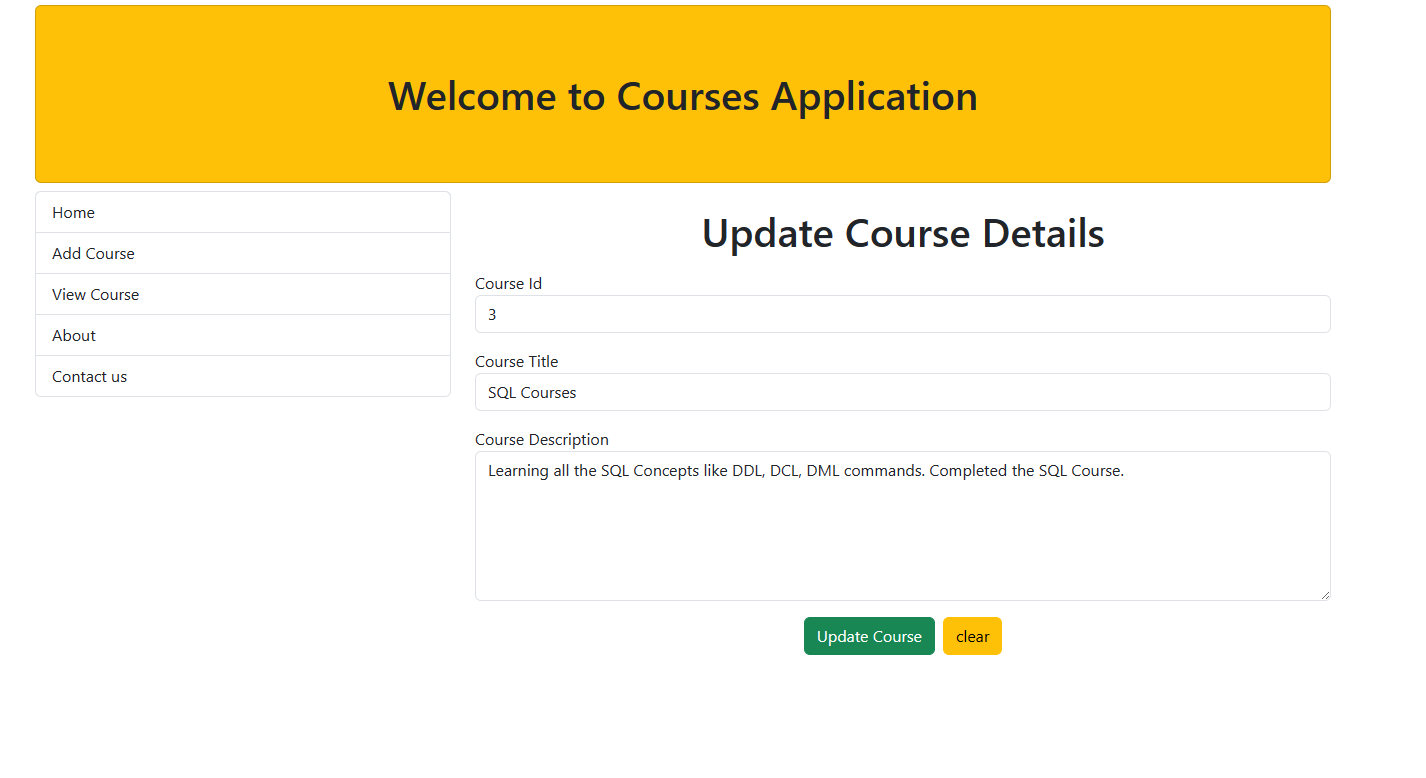 Welcome to Courses Application
Home
Add Course
View Course
About
Contact us
Update Course Details
Course Id
3
Course Title
SQL Courses
Course Description
Learning all the SQL Concepts like DDL, DCL, DML commands. Completed the SQL Course.
Update Course
clear